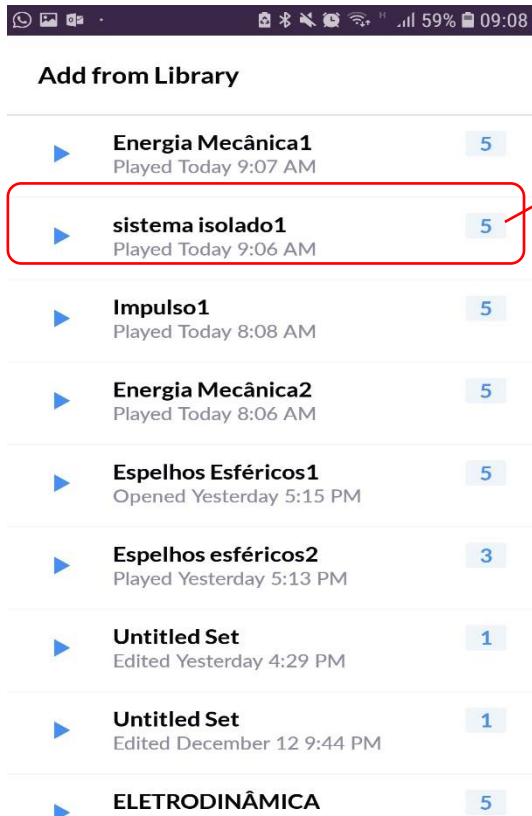 59% 09:08
Add from Library
Energia Mecânica1 5
Played Today 9:07 AM
sistema isolado1 5
Played Today 9:06 AM
Impulso1 5
Played Today 8:08 AM
Energia Mecânica2 5
Played Today 8:06 AM
Espelhos Esféricos1 5
Opened Yesterday 5:15 PM
Espelhos esféricos2 3
Played Yesterday 5:13 PM
Untitled Set 1
Edited Yesterday 4:29 PM
Untitled Set 1
Edited December 12 9:44 PM
ELETRODINÂMICA 5